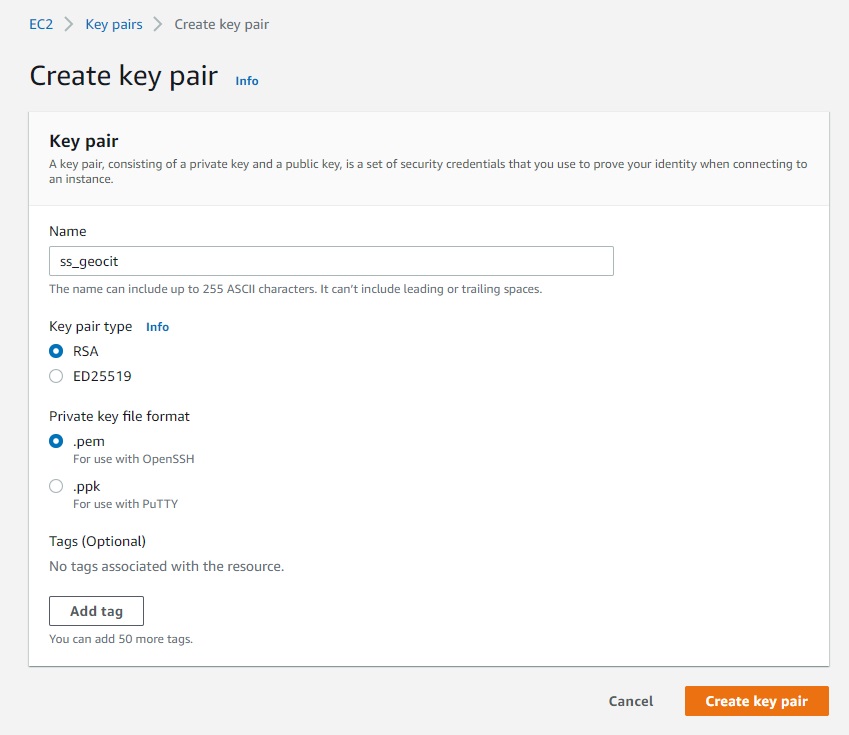 EC2 > Key pairs > Create key pair
Create key pair Info
Key pair
A key pair, consisting of a private key and a public key, is a set of security credentials that you use to prove your identity when connecting to
an instance.
Name
ss_geocit
The name can include up to 255 ASCII characters. It can't include leading or trailing spaces.
Key pair type Info
RSA
ED25519
Private key file format
.pem
For use with OpenSSH
.ppk
For use with PuTTY
Tags (Optional)
No tags associated with the resource.
Add tag
You can add 50 more tags.
Cancel Create key pair